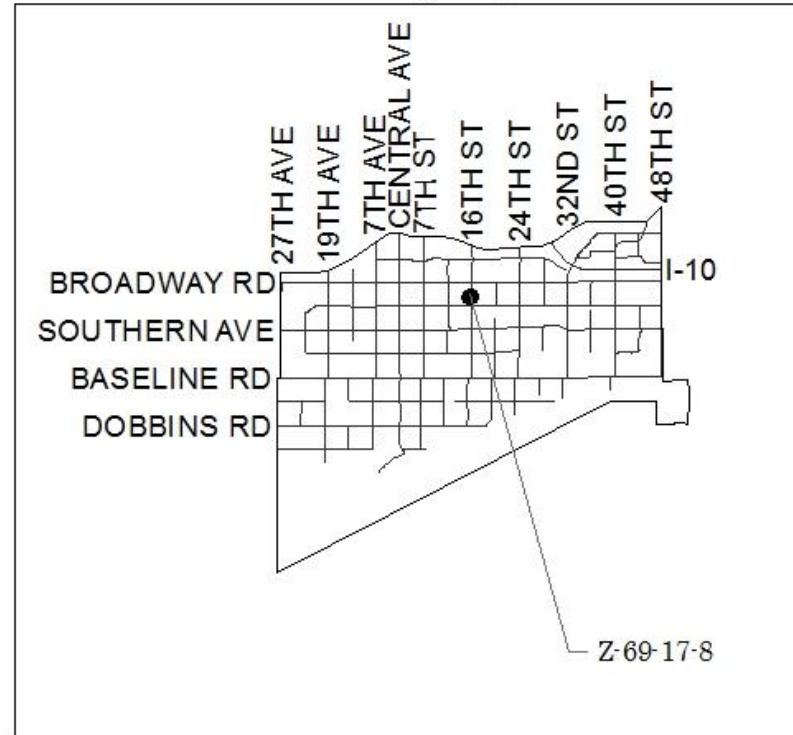 27TH AVE
19TH AVE
7TH AVE
CENTRAL AVE
7TH ST
16TH ST
24TH ST
32ND ST
40TH ST
48TH ST
BROADWAY RD
I-10
SOUTHERN AVE
BASELINE RD
DOBBINS RD
Z-69-17-8